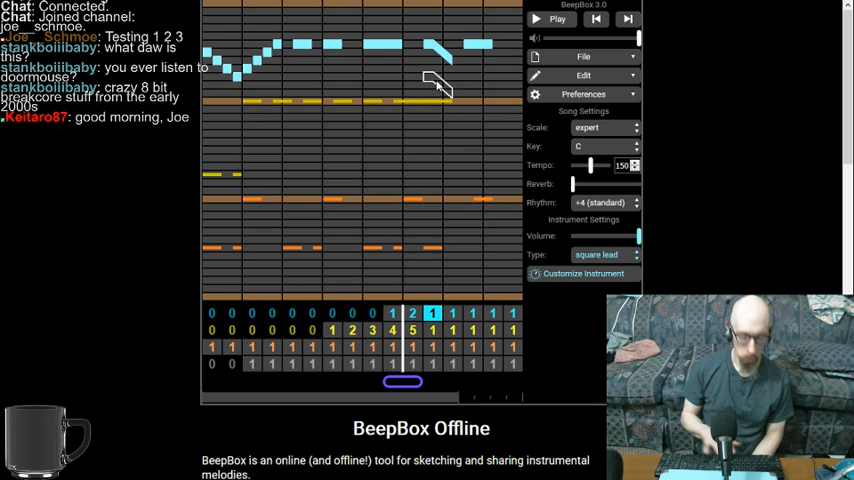 Chat: Connected.
Chat: Joined channel:
joe__schmoe.
Joe__Schmoe: Testing 1 2 3
stankboiiibaby: what daw is
this?
stankboiiibaby: you ever listen to
doormouse?
stankboiiibaby: crazy 8 bit
breakcore stuff from the early
2000s
Keitaro87: good morning, Joe
BeepBox 3.0
Play
File
Edit
Preferences
Song Settings
Scale: expert
Key: C
Tempo: 150
Reverb:
Rhythm: ÷4 (standard)
Instrument Settings
Volume:
Type: square lead
Customize Instrument
0 0 0 0 0 0 0 0 0 1 2 1 1 1 1 1
0 0 0 0 0 0 1 2 3 4 5 1 1 1 1 1
1 1 1 1 1 1 1 1 1 1 1 1 1 1 1 1
0 0 1 1 1 1 1 1 1 1 1 1 1 1 1 1
BeepBox Offline
BeepBox is an online (and offline!) tool for sketching and sharing instrumental
melodies.